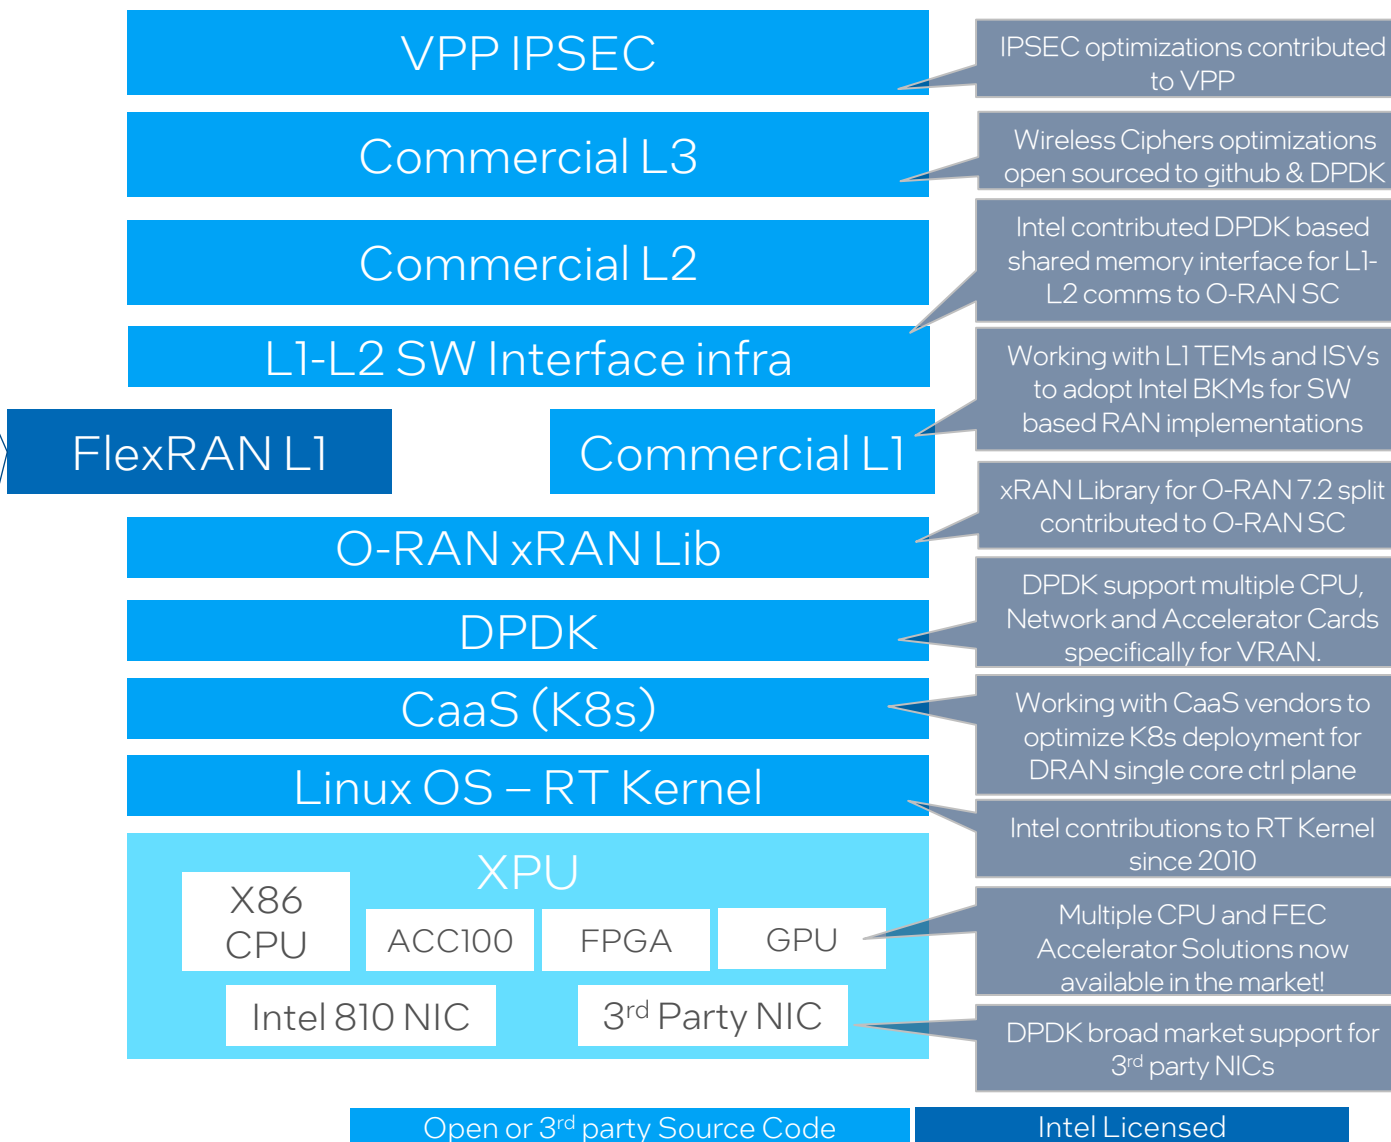 VPP IPSEC
IPSEC optimizations contributed
to VPP
Commercial L3
Wireless Ciphers optimizations
open sourced to github & DPDK
Commercial L2
Intel contributed DPDK based
shared memory interface for L1-
L2 comms to O-RAN SC
L1-L2 SW Interface infra
Working with L1 TEMs and ISVs
to adopt Intel BKMs for SW
based RAN implementations
FlexRAN L1
Commercial L1
xRAN Library for O-RAN 7.2 split
contributed to O-RAN SC
O-RAN xRAN Lib
DPDK
DPDK support multiple CPU,
Network and Accelerator Cards
specifically for VRAN.
CaaS (K8s)
Working with CaaS vendors to
optimize K8s deployment for
DRAN single core ctrl plane
Linux OS – RT Kernel
Intel contributions to RT Kernel
since 2010
XPU
X86
CPU
ACC100
FPGA
GPU
Multiple CPU and FEC
Accelerator Solutions now
available in the market!
Intel 810 NIC
3rd Party NIC
DPDK broad market support for
3rd party NICs
Open or 3rd party Source Code
Intel Licensed